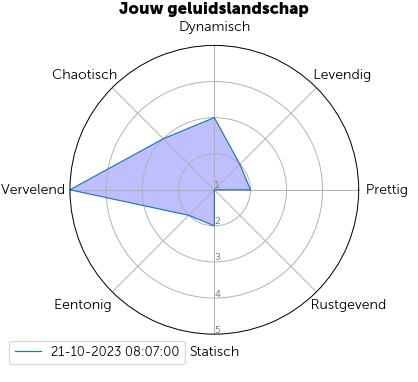 Jouw geluidslandschap
Dynamisch
Chaotisch
Levendig
Vervelend
1
Prettig
2
3
Eentonig
4
Rustgevend
5
21-10-2023 08:07:00
Statisch